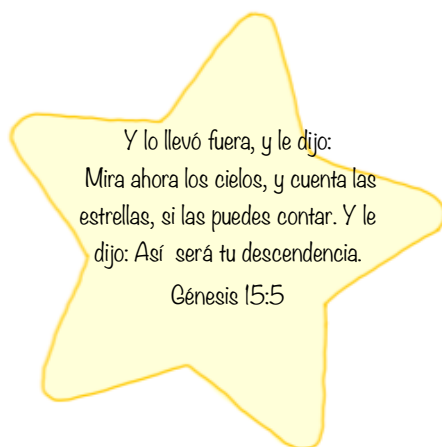 Y lo llevó fuera, y le dijo:
Mira ahora los cielos, y cuenta las
estrellas, si las puedes contar. Y le
dijo: Así será tu descendencia.
Génesis 15:5